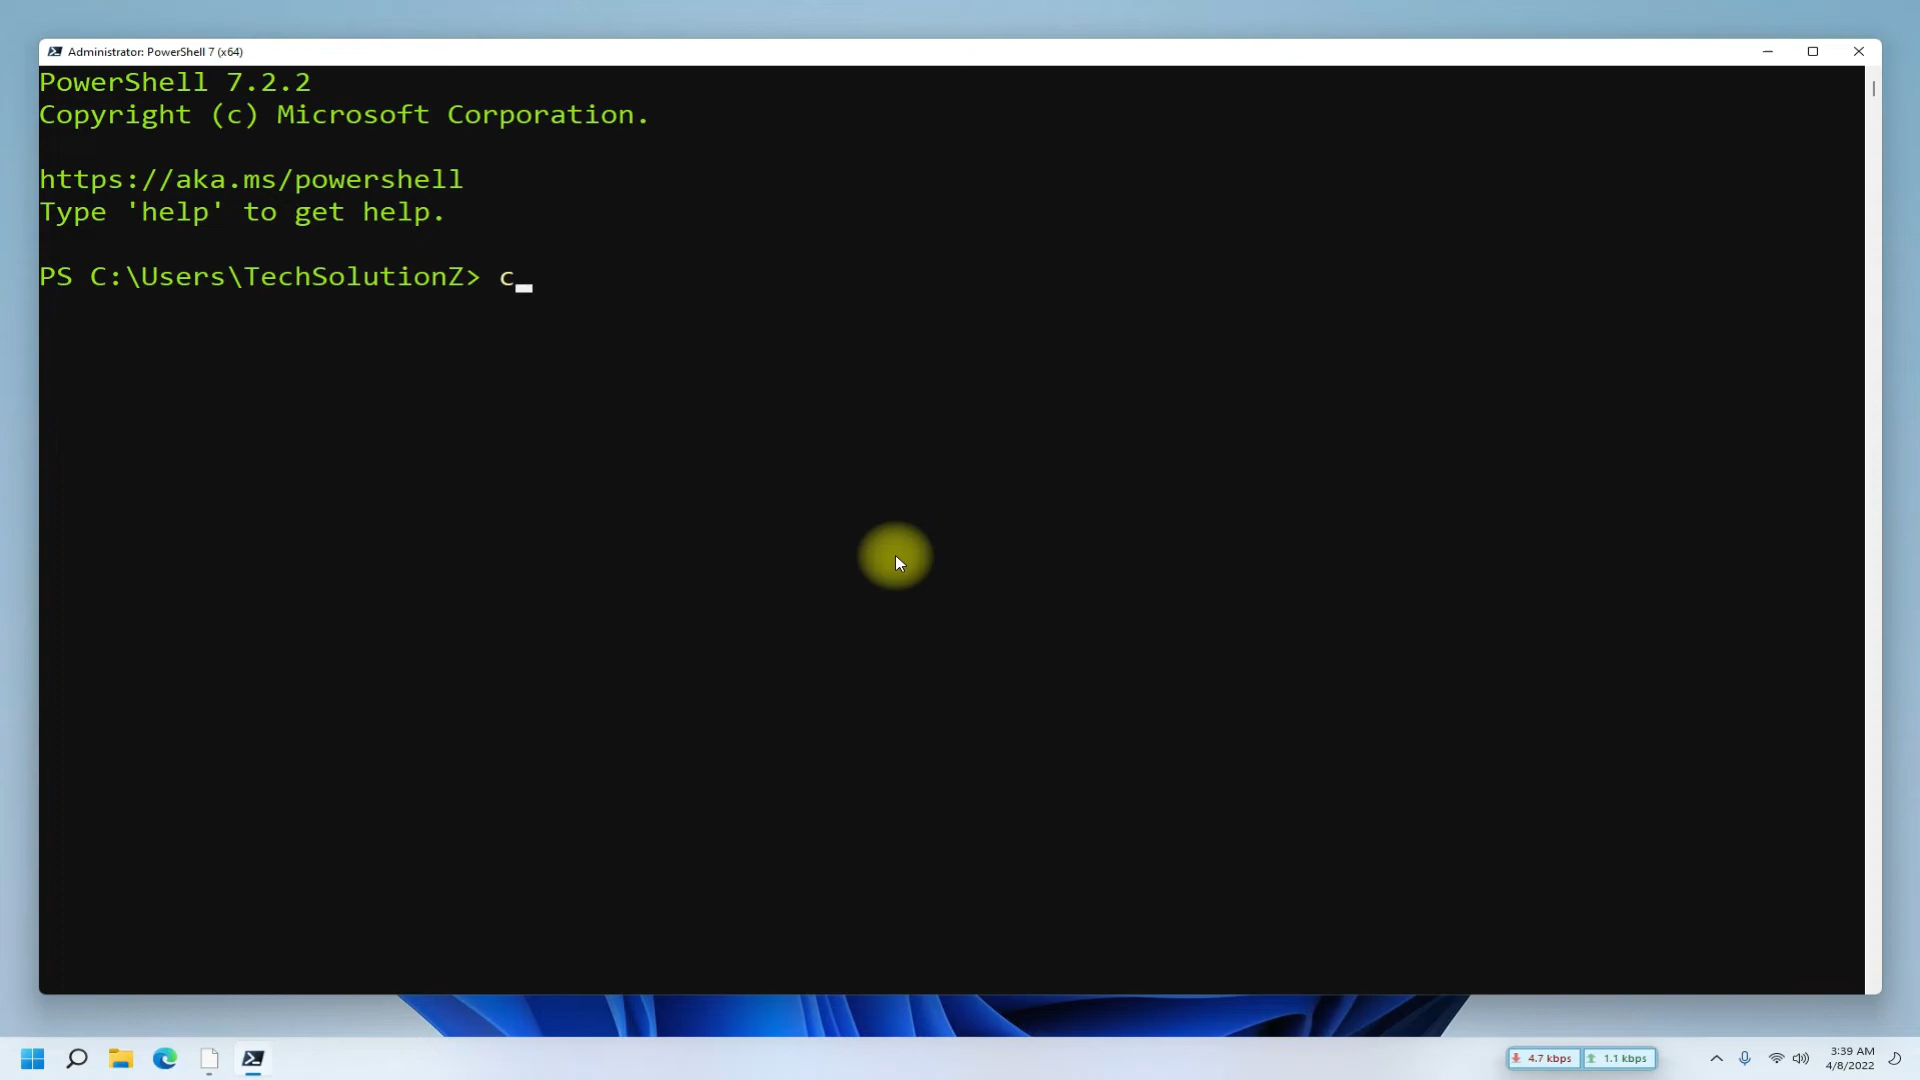 Administrator: PowerShell 7 (x64)
PowerShell 7.2.2
Copyright (c) Microsoft Corporation.
https://aka.ms/powershell
Type 'help' to get help.
PS C:\Users\TechSolutionZ> c_
4.7 kbps
1.1 kbps
3:39 AM
4/8/2022